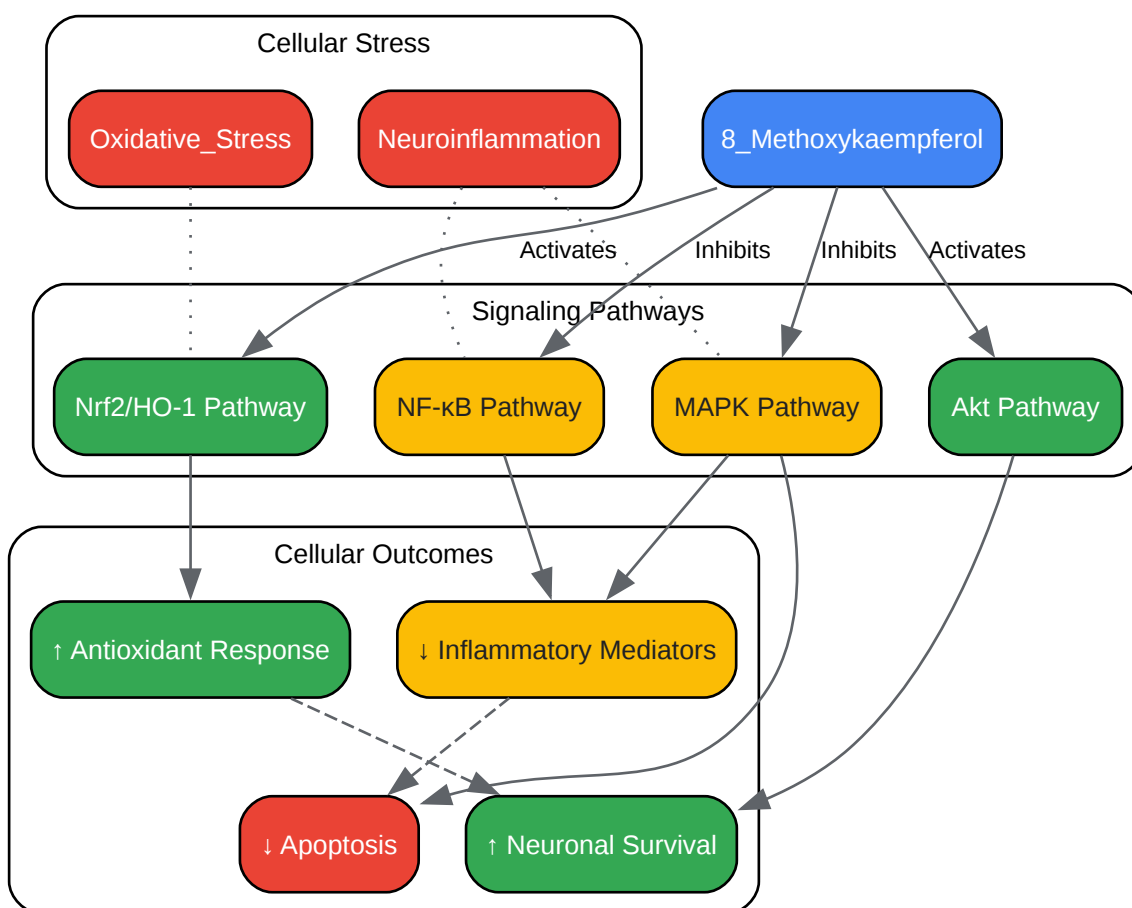 Cellular Stress
Oxidative_Stress
Neuroinflammation
8_Methoxykaempferol
Activates
Inhibits
Inhibits
Activates
Signaling Pathways
Nrf2/HO-1 Pathway
NF-κB Pathway
MAPK Pathway
Akt Pathway
Cellular Outcomes
↑ Antioxidant Response
↓ Inflammatory Mediators
↓ Apoptosis
↑ Neuronal Survival